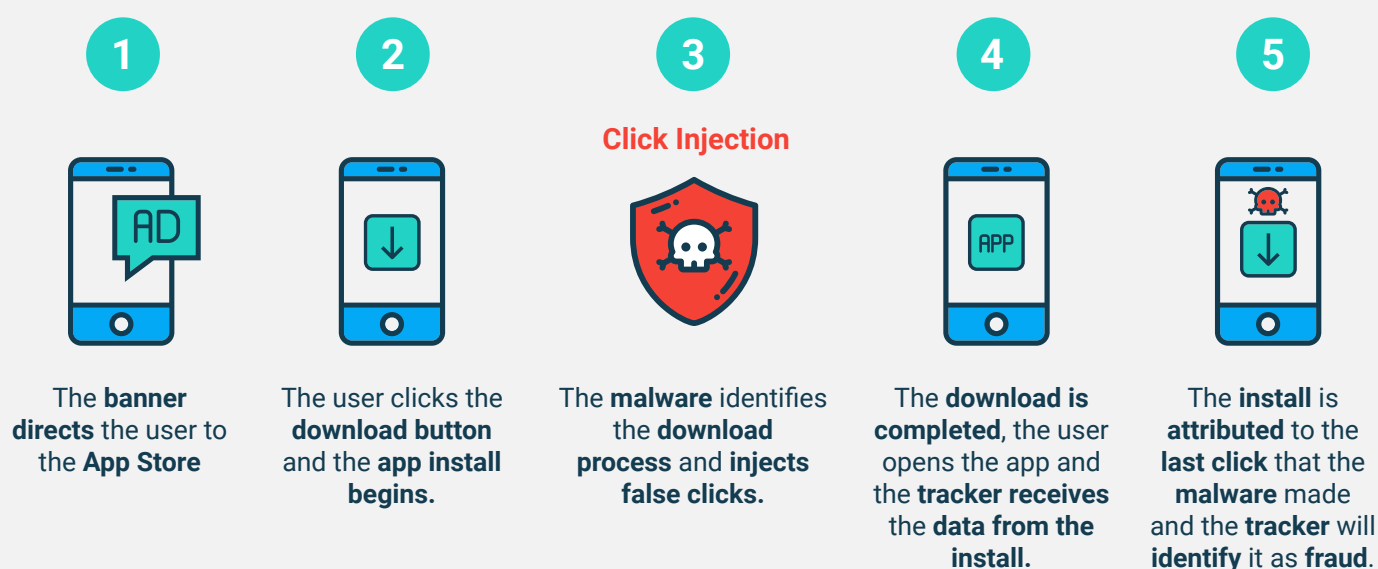 1
2
3
4
5
Click Injection
AD
APP
The banner
directs the user to
the App Store
The user clicks the
download button
and the app install
begins.
The malware identifies
the download
process and injects
false clicks.
The download is
completed, the user
opens the app and
the tracker receives
the data from the
install.
The install is
attributed to the
last click that the
malware made
and the tracker will
identify it as fraud.